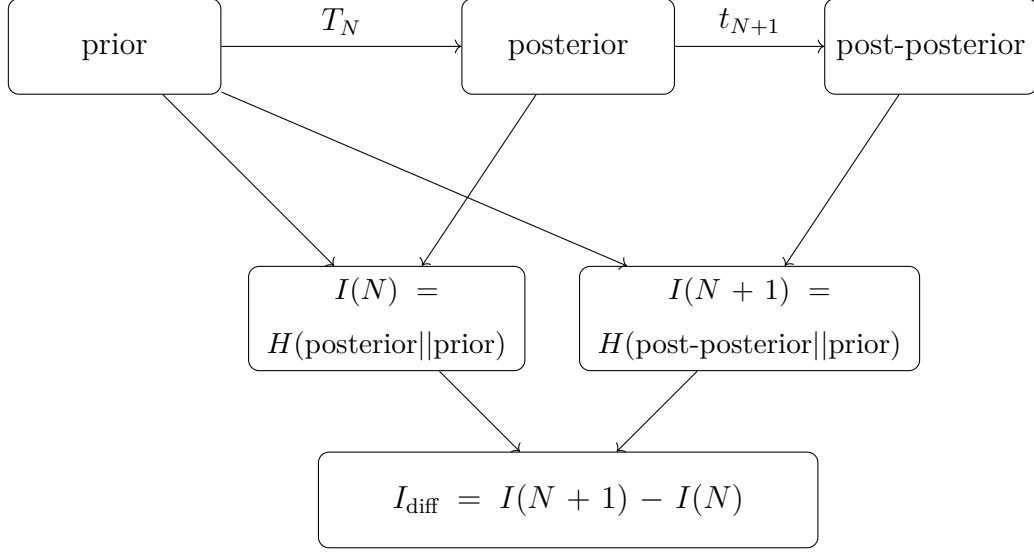 prior
T_N
posterior
t_{N+1}
post-posterior
I(N) =
H(posterior||prior)
I(N + 1) =
H(post-posterior||prior)
I_diff = I(N + 1) − I(N)